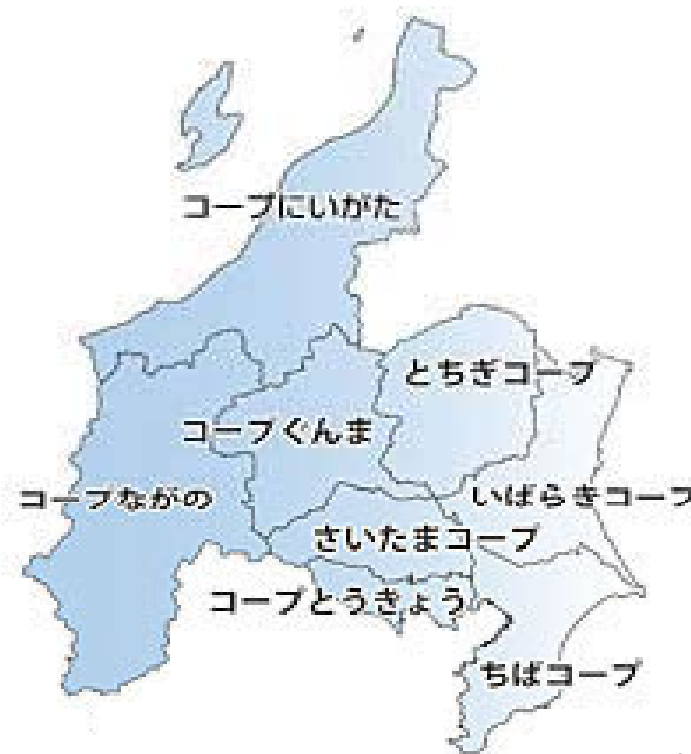 コープにいがた
とちぎコープ
コープぐんま
コープながの
いばらきコープ
さいたまコープ
コープとうきょう
ちばコープ